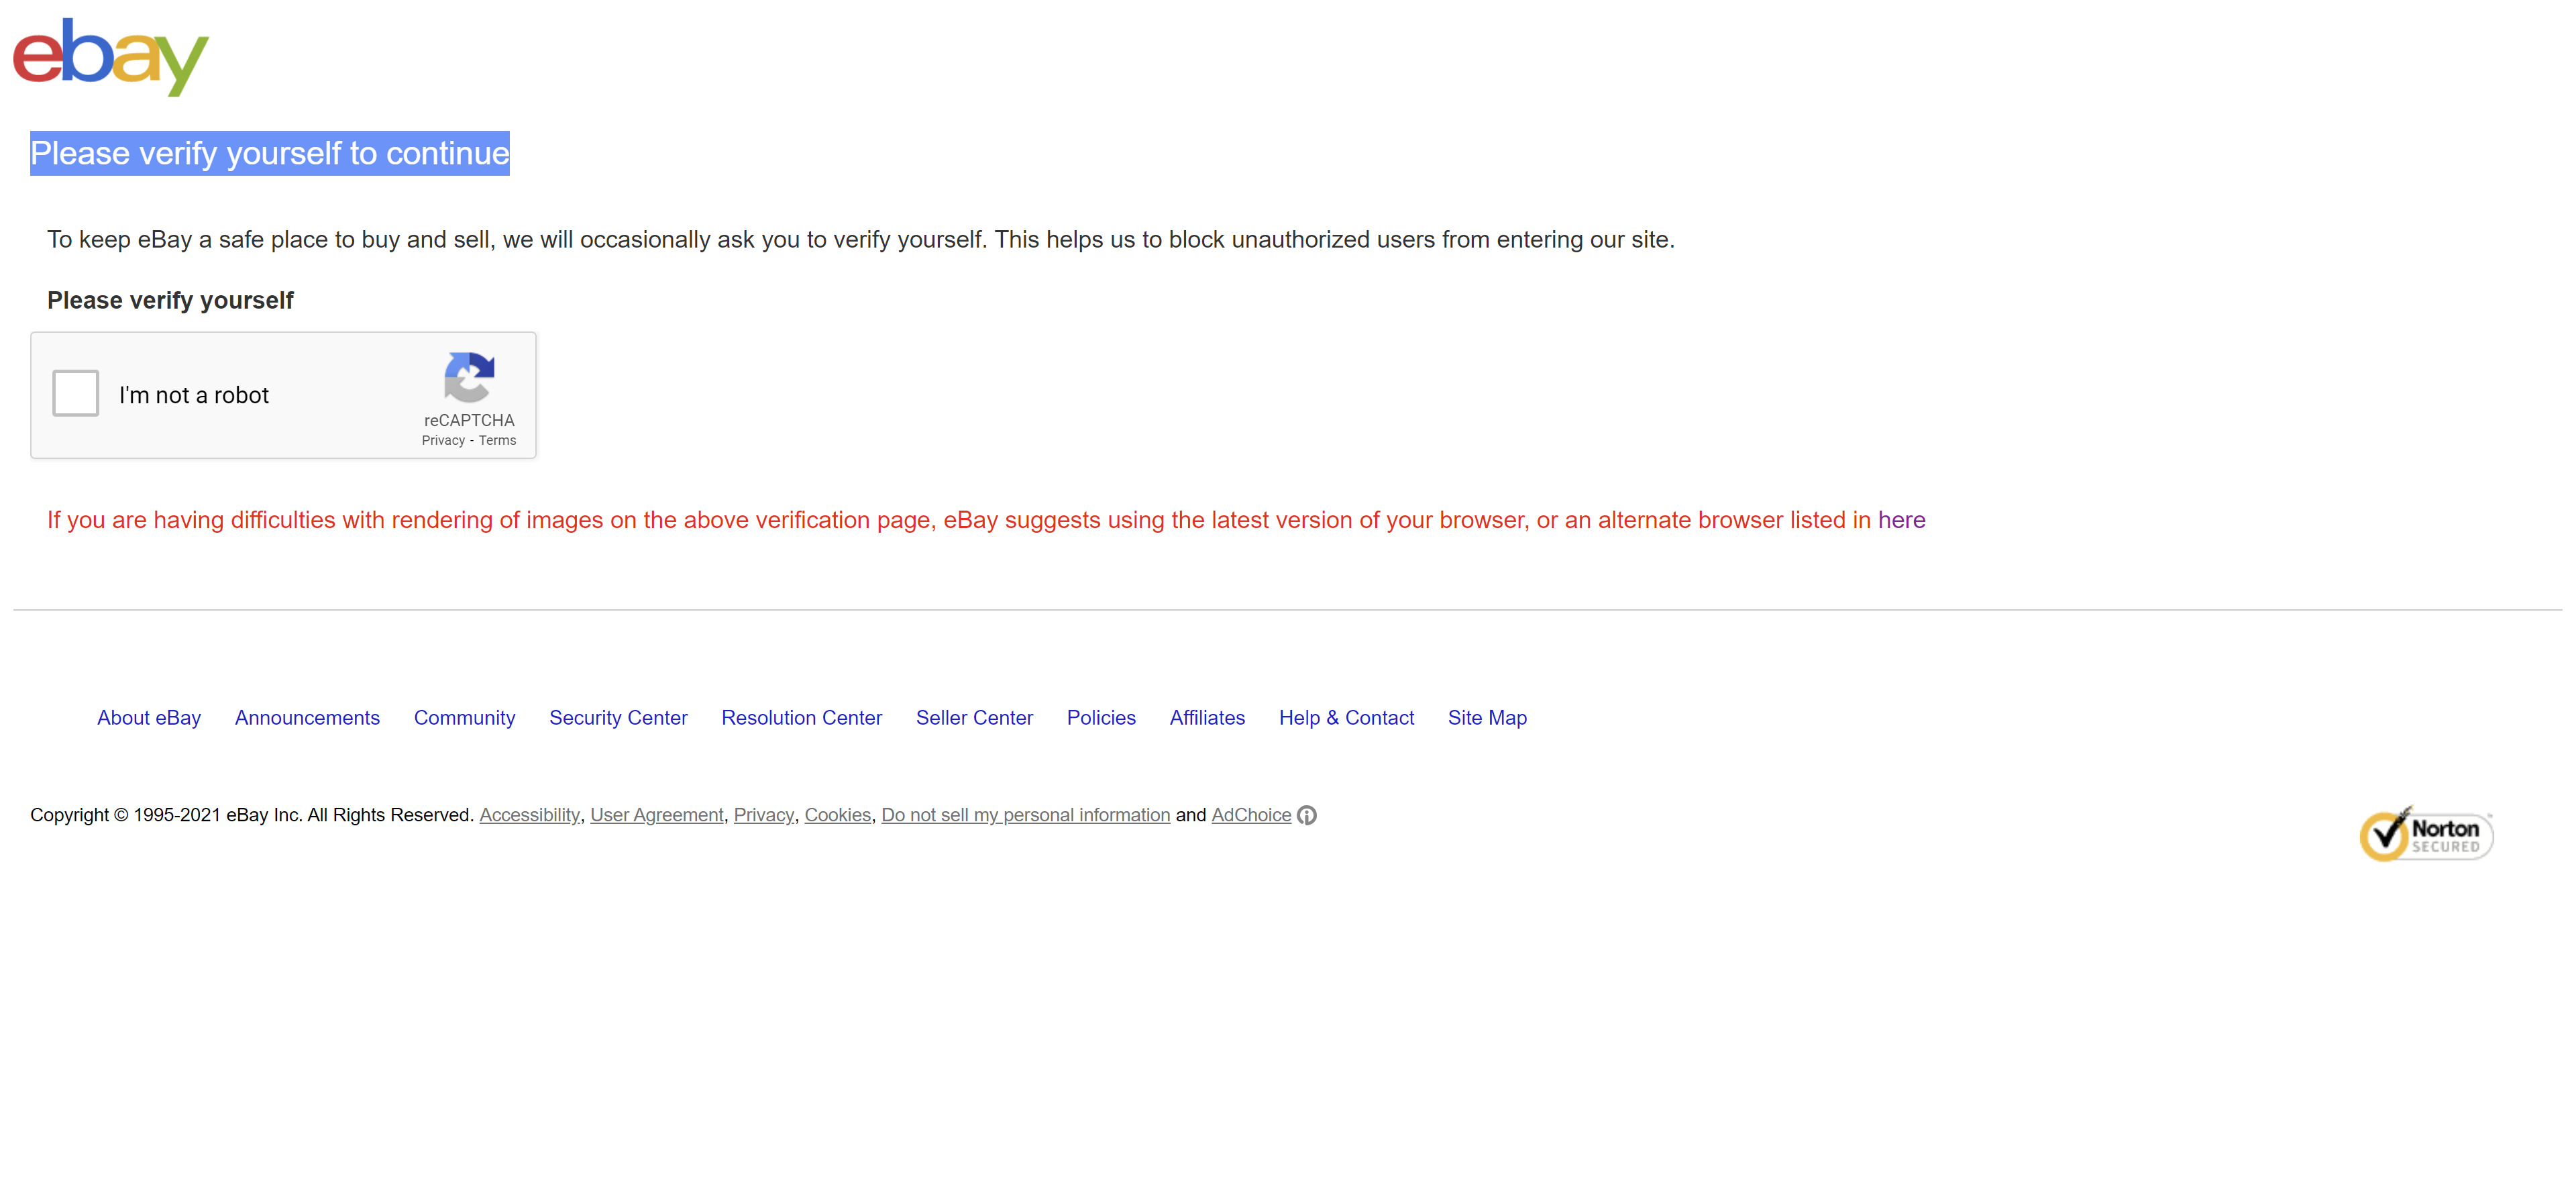 ebay
Please verify yourself to continue
To keep eBay a safe place to buy and sell, we will occasionally ask you to verify yourself. This helps us to block unauthorized users from entering our site.
Please verify yourself
I'm not a robot
reCAPTCHA
Privacy - Terms
If you are having difficulties with rendering of images on the above verification page, eBay suggests using the latest version of your browser, or an alternate browser listed in here
About eBay Announcements Community Security Center Resolution Center Seller Center Policies Affiliates Help & Contact Site Map
Copyright © 1995-2021 eBay Inc. All Rights Reserved. Accessibility, User Agreement, Privacy, Cookies, Do not sell my personal information and AdChoice
Norton
SECURED